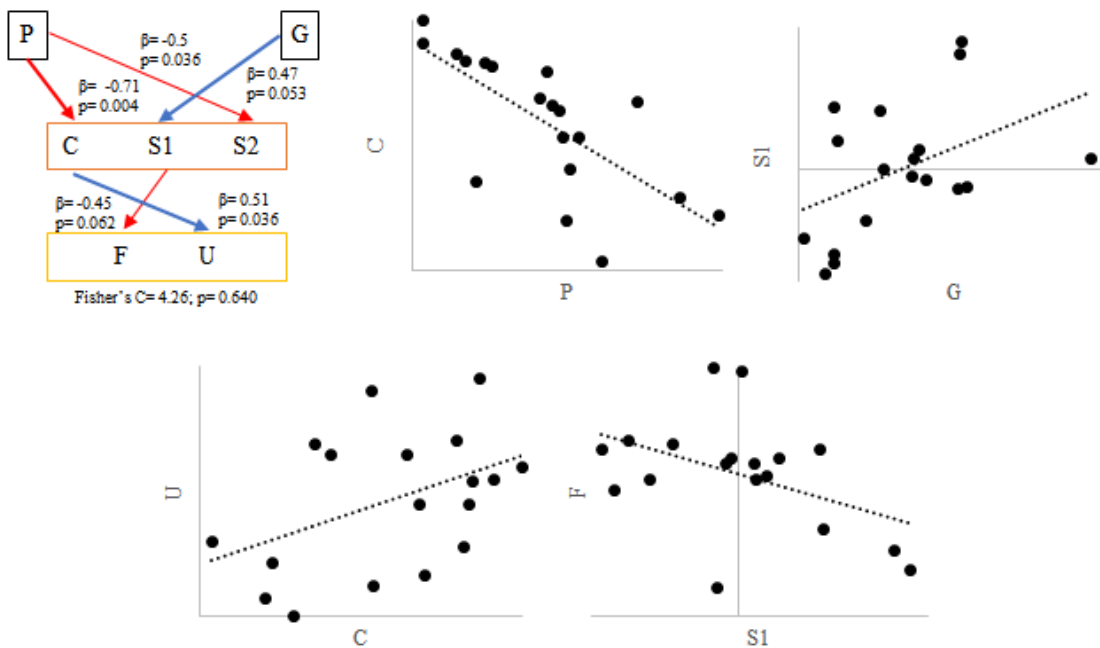 P
G
β= -0.5
p= 0.036
β= 0.47
p= 0.053
β= -0.71
p= 0.004
C S1 S2
β= -0.45
p= 0.062
β= 0.51
p= 0.036
F U
Fisher's C= 4.26; p= 0.640
C
P
S1
G
U
C
F
S1